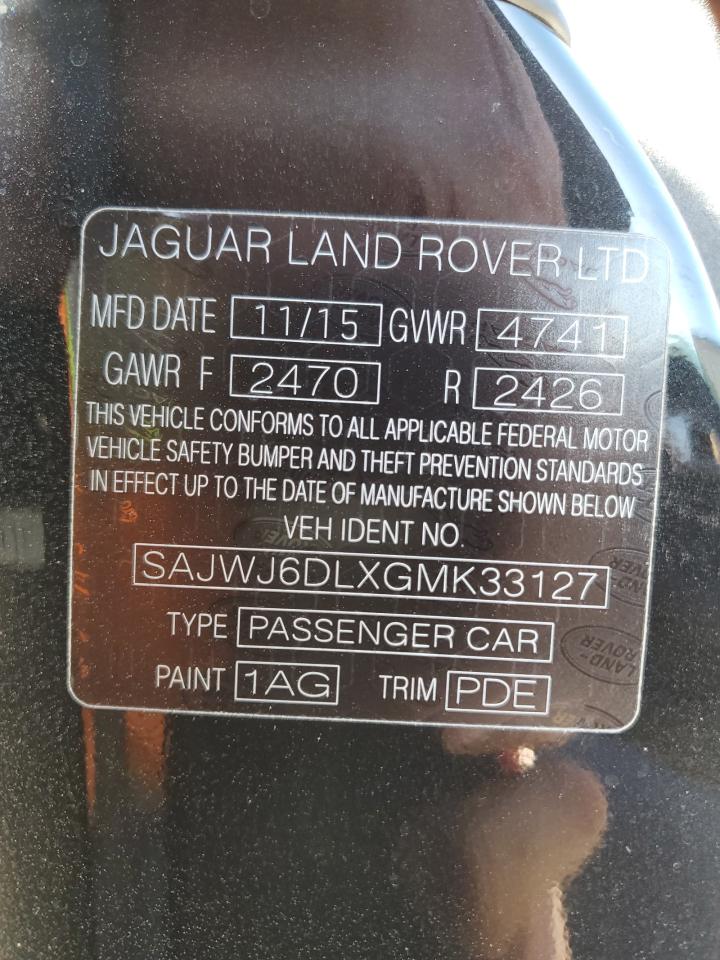 JAGUAR LAND ROVER LTD
MFD DATE 11/15 GVWR 4741
GAWR F 2470 R 2426
THIS VEHICLE CONFORMS TO ALL APPLICABLE FEDERAL MOTOR
VEHICLE SAFETY BUMPER AND THEFT PREVENTION STANDARDS
IN EFFECT UP TO THE DATE OF MANUFACTURE SHOWN BELOW
VEH IDENT NO.
SAJWJ6DLXGMK33127
TYPE PASSENGER CAR
PAINT 1AG TRIM PDE
LAND ROVER